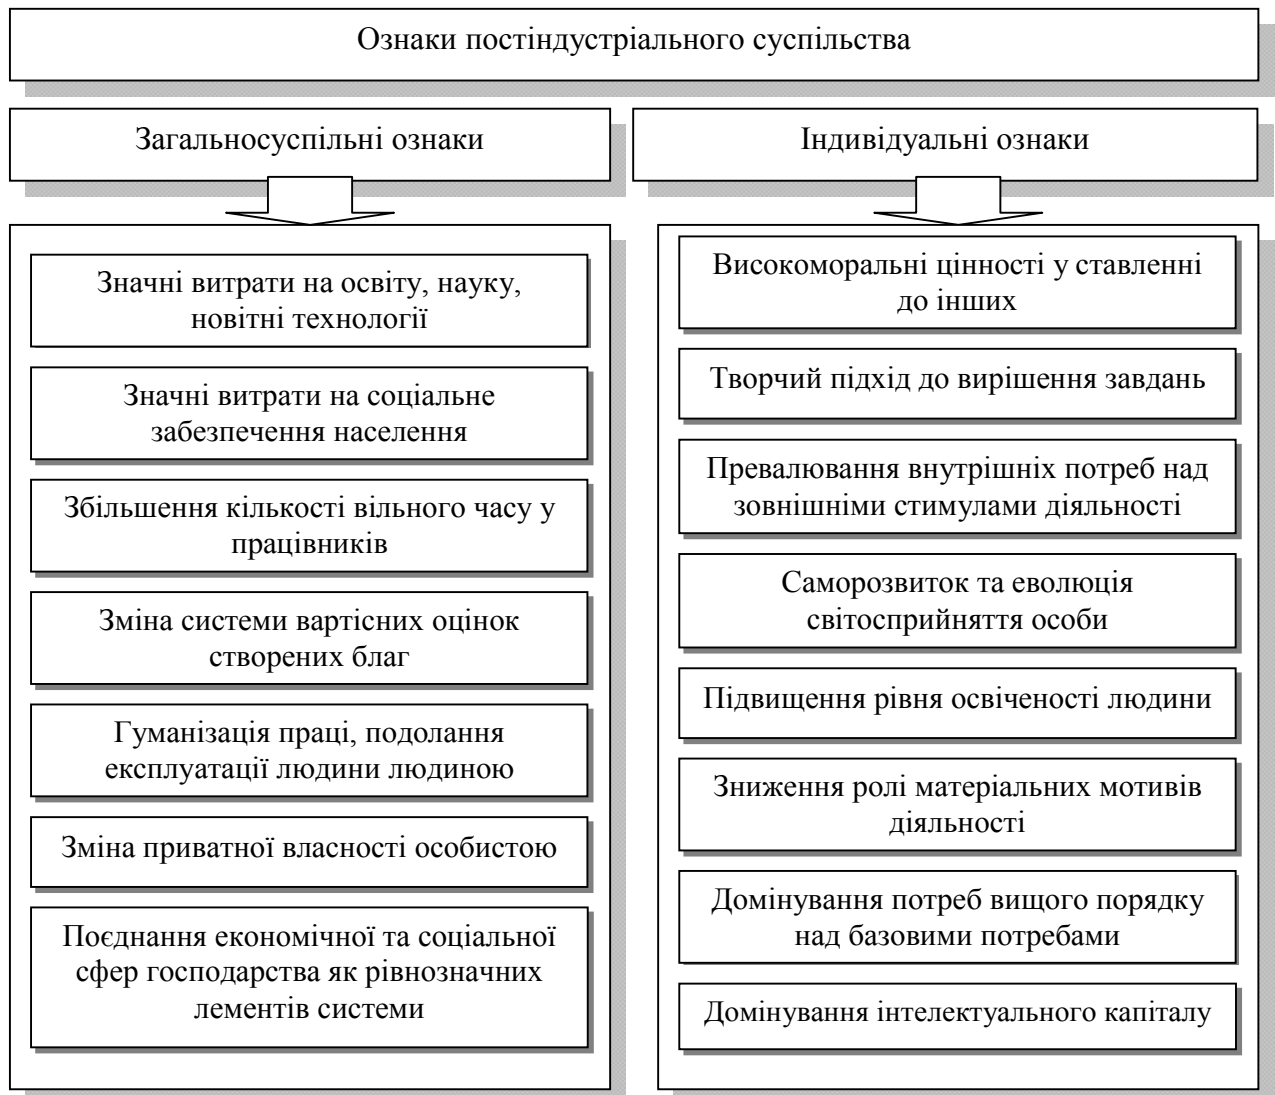 Ознаки постіндустріального суспільства
Загальносуспільні ознаки
Індивідуальні ознаки
Значні витрати на освіту, науку,
новітні технології
Значні витрати на соціальне
забезпечення населення
Збільшення кількості вільного часу у
працівників
Зміна системи вартісних оцінок
створених благ
Гуманізація праці, подолання
експлуатації людини людиною
Зміна приватної власності особистою
Поєднання економічної та соціальної
сфер господарства як рівнозначних
лементів системи
Високоморальні цінності у ставленні
до інших
Творчий підхід до вирішення завдань
Превалювання внутрішніх потреб над
зовнішніми стимулами діяльності
Саморозвиток та еволюція
світосприйняття особи
Підвищення рівня освіченості людини
Зниження ролі матеріальних мотивів
діяльності
Домінування потреб вищого порядку
над базовими потребами
Домінування інтелектуального капіталу